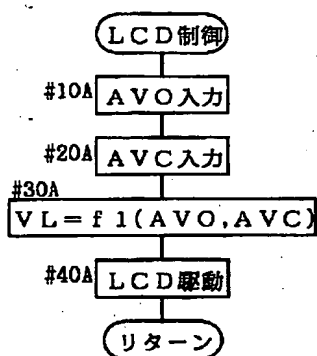 LCD制御
#10A
AVO入力
#20A
AVC入力
#30A
VL=f1(AVO,AVC)
#40A
LCD駆動
リターン